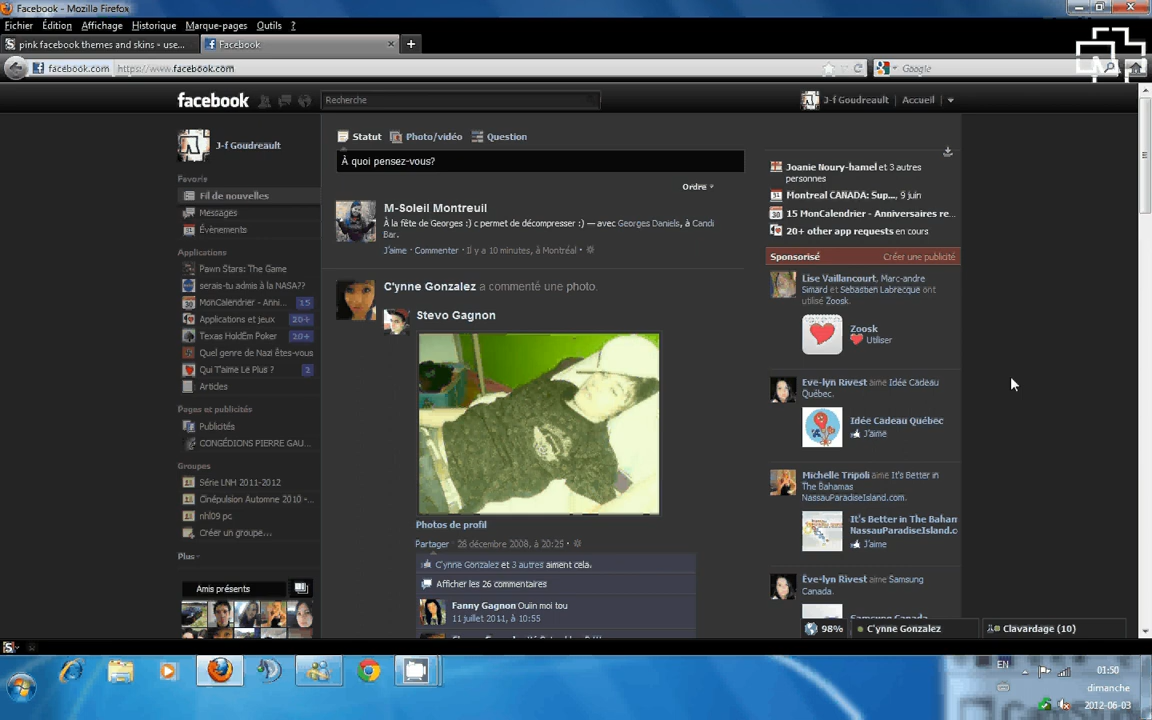 Facebook - Mozilla Firefox
Fichier Édition Affichage Historique Marque-pages Outils ?
pink facebook themes and skins - use...
Facebook
facebook.com https://www.facebook.com
Google
facebook
Recherche
J-f Goudreault Accueil
J-f Goudreault
Favoris
Fil de nouvelles
Messages
Évènements
Applications
Pawn Stars: The Game
serais-tu admis à la NASA??
MonCalendrier - Anni... 15
Applications et jeux 20+
Texas HoldEm Poker 20+
Quel genre de Nazi êtes-vous
Qui T'aime Le Plus ? 2
Articles
Pages et publicités
Publicités
CONGÉDIONS PIERRE GAU...
Groupes
Série LNH 2011-2012
Cinépulsion Automne 2010 -...
nhl09 pc
Créer un groupe...
Plus
Amis présents
Statut Photo/vidéo Question
À quoi pensez-vous?
Ordre
M-Soleil Montreuil
À la fête de Georges :) c permet de décompresser :) — avec Georges Daniels, à Candi
Bar.
J'aime · Commenter · Il y a 10 minutes, à Montréal ·
C'ynne Gonzalez a commenté une photo.
Stevo Gagnon
Photos de profil
Partager · 28 décembre 2008, à 20:25 ·
C'ynne Gonzalez et 3 autres aiment cela.
Afficher les 26 commentaires
Fanny Gagnon Ouin moi tou
11 juillet 2011, à 10:55
Joanie Noury-hamel et 3 autres
personnes
Montreal CANADA: Sup..., 9 juin
15 MonCalendrier - Anniversaires re...
20+ other app requests en cours
Sponsorisé Créer une publicité
Lise Vaillancourt, Marc-andre
Simard et Sebastien Labrecque ont
utilisé Zoosk.
Zoosk
Utiliser
Eve-lyn Rivest aime Idée Cadeau
Québec.
Idée Cadeau Québec
J'aime
Michelle Tripoli aime It's Better in
The Bahamas
NassauParadiseIsland.com.
It's Better in The Baham
NassauParadiseIsland.co
J'aime
Ève-lyn Rivest aime Samsung
Canada.
98% C'ynne Gonzalez Clavardage (10)
EN
01:50
dimanche
2012-06-03